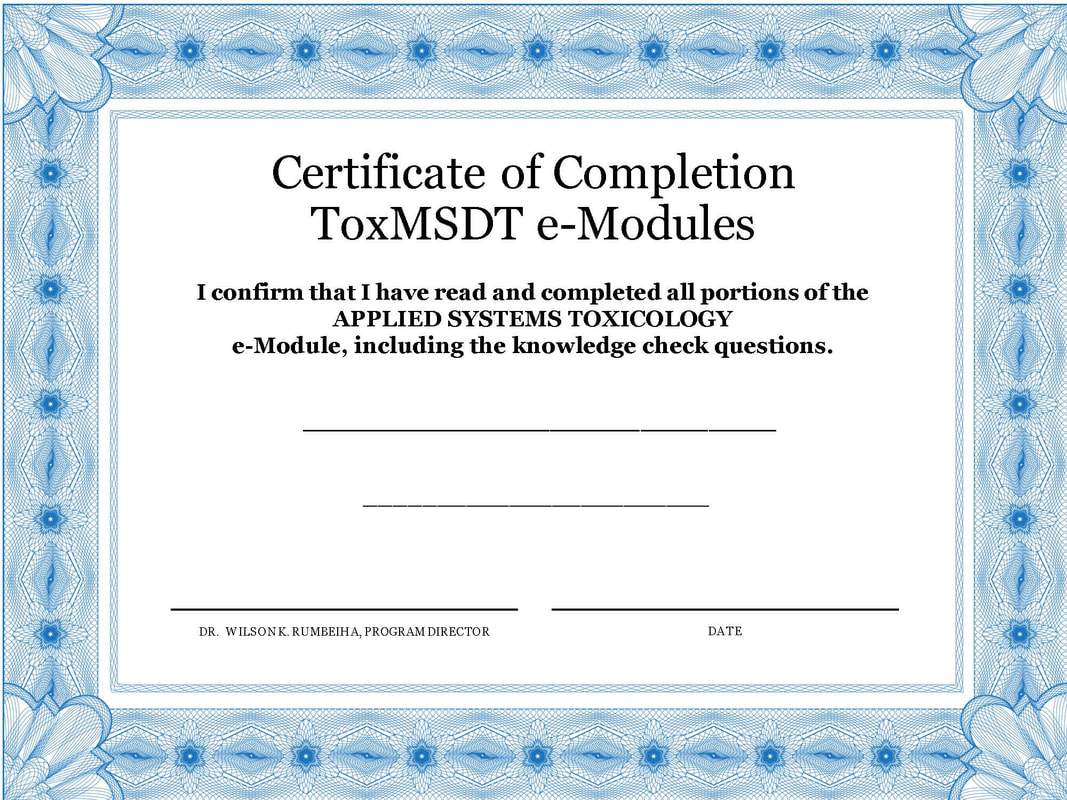 Certificate of Completion
ToxMSDT e-Modules
I confirm that I have read and completed all portions of the
APPLIED SYSTEMS TOXICOLOGY
e-Module, including the knowledge check questions.
DR. WILSON K. RUMBEIHA, PROGRAM DIRECTOR
DATE